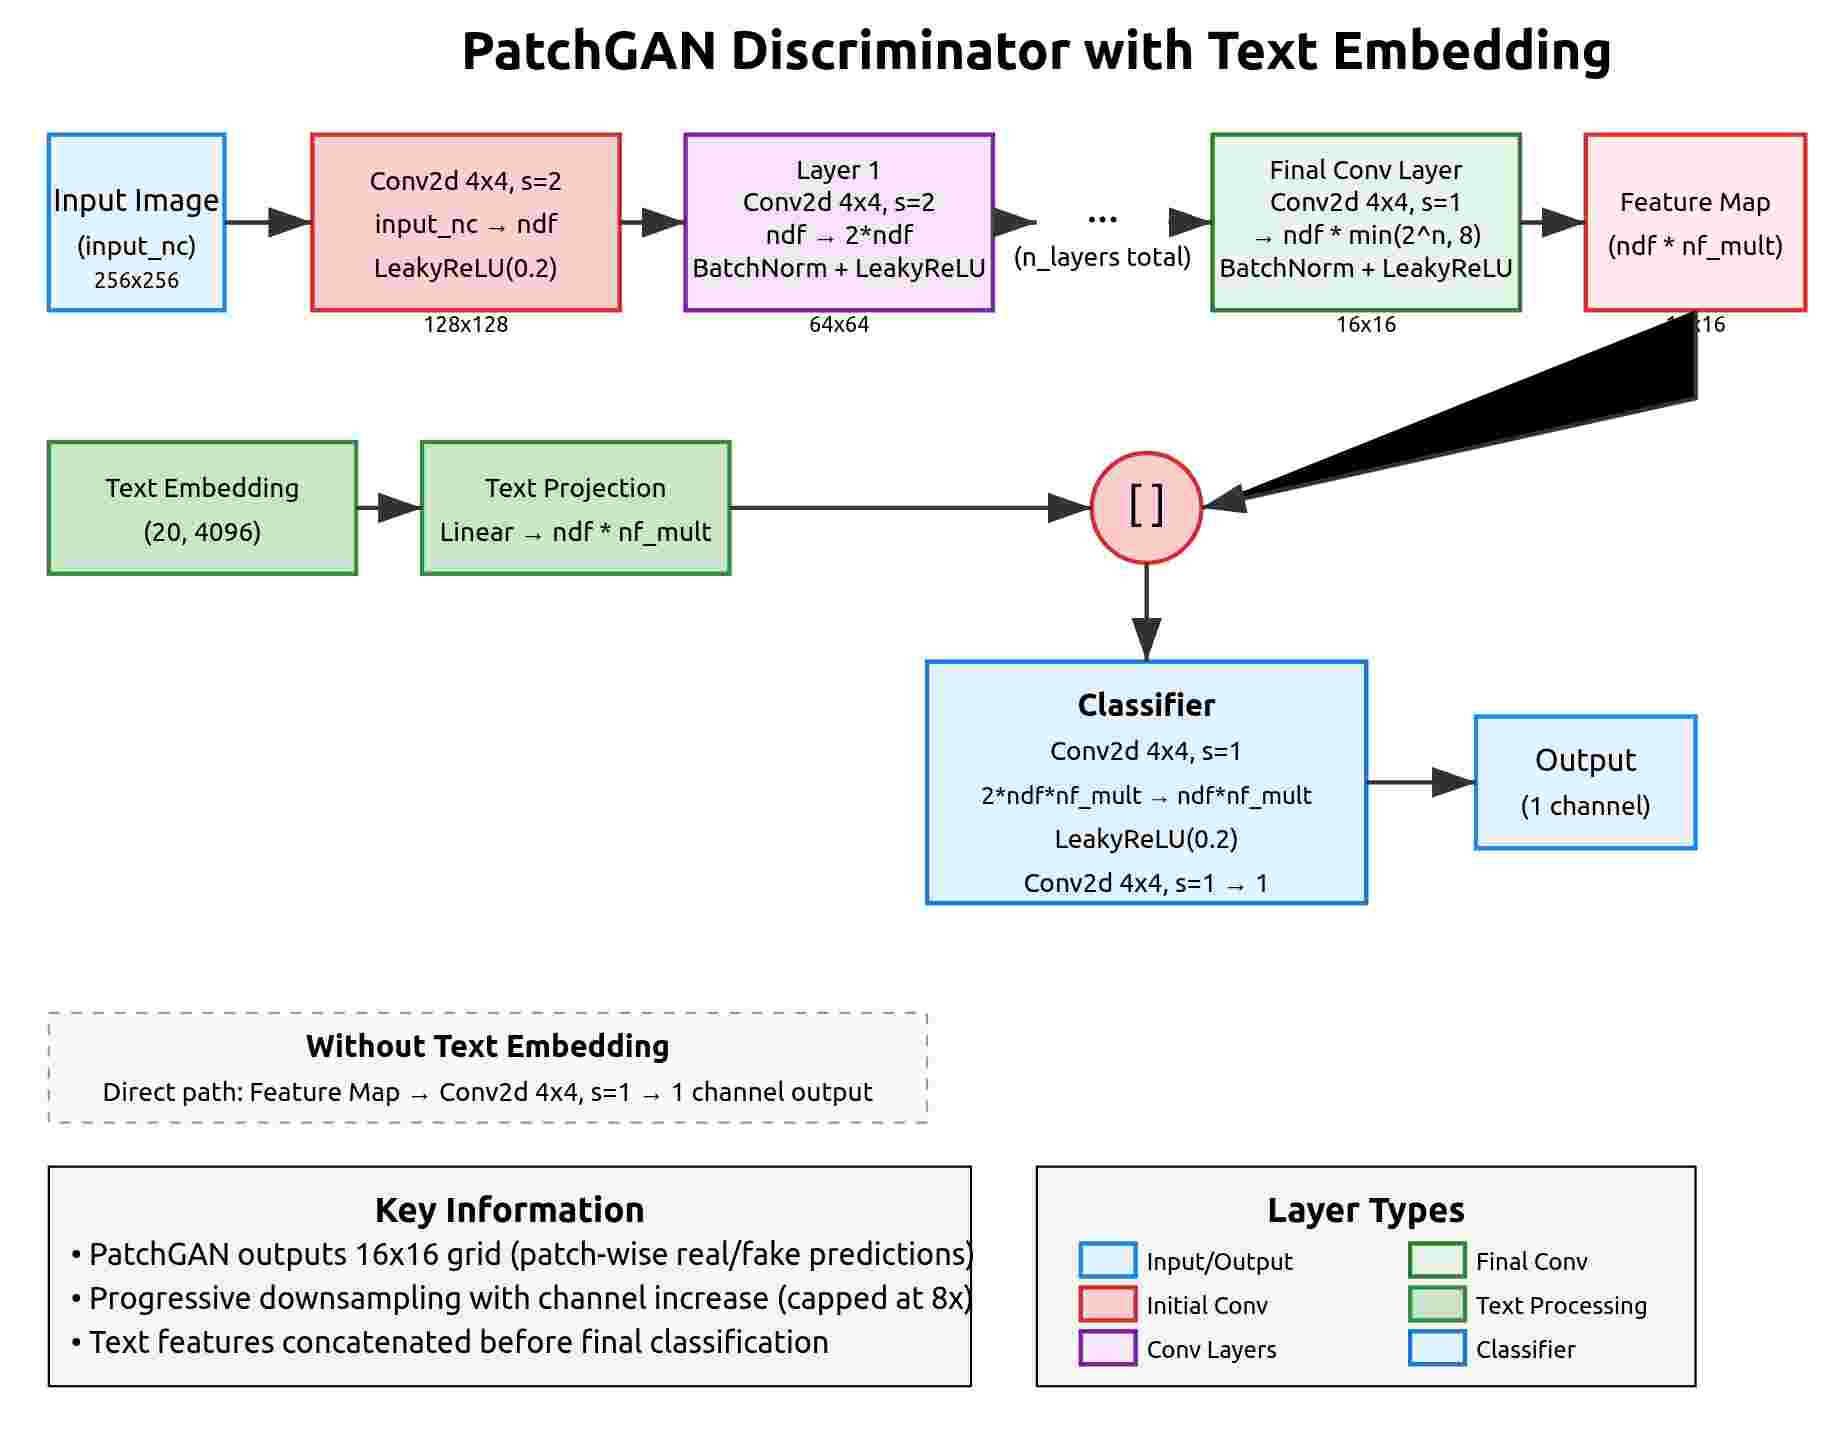 PatchGAN Discriminator with Text Embedding
Input Image
(input_nc)
256x256
Conv2d 4x4, s=2
input_nc → ndf
LeakyReLU(0.2)
128x128
Layer 1
Conv2d 4x4, s=2
ndf → 2*ndf
BatchNorm + LeakyReLU
64x64
...
(n_layers total)
Final Conv Layer
Conv2d 4x4, s=1
→ ndf * min(2^n, 8)
BatchNorm + LeakyReLU
16x16
Feature Map
(ndf * nf_mult)
Text Embedding
(20, 4096)
Text Projection
Linear → ndf * nf_mult
[ ]
Classifier
Conv2d 4x4, s=1
2*ndf*nf_mult → ndf*nf_mult
LeakyReLU(0.2)
Conv2d 4x4, s=1 → 1
Output
(1 channel)
Without Text Embedding
Direct path: Feature Map → Conv2d 4x4, s=1 → 1 channel output
Key Information
• PatchGAN outputs 16x16 grid (patch-wise real/fake predictions)
• Progressive downsampling with channel increase (capped at 8x)
• Text features concatenated before final classification
Layer Types
Input/Output
Initial Conv
Conv Layers
Final Conv
Text Processing
Classifier